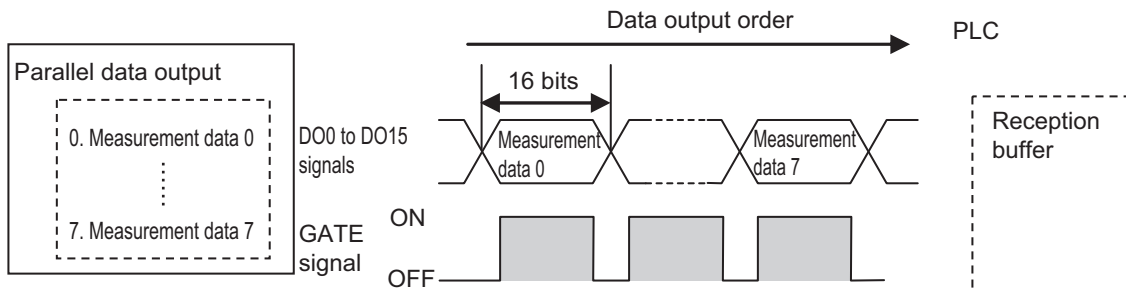 Data output order
PLC
Parallel data output
16 bits
0. Measurement data 0
DO0 to DO15
signals
Measurement
data 0
Measurement
data 7
Reception
buffer
7. Measurement data 7
GATE
signal
ON
OFF